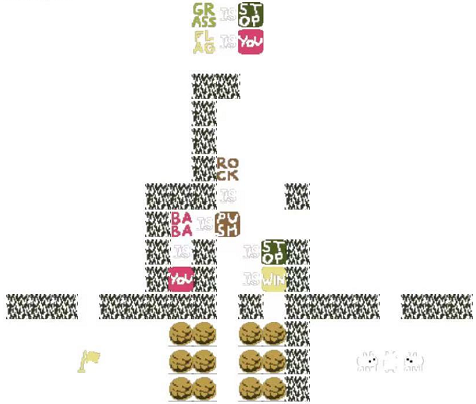 GRASS IS STOP
FLAG IS YOU
ROCK
IS
BABA IS PUSH
IS IS STOP
YOU IS WIN